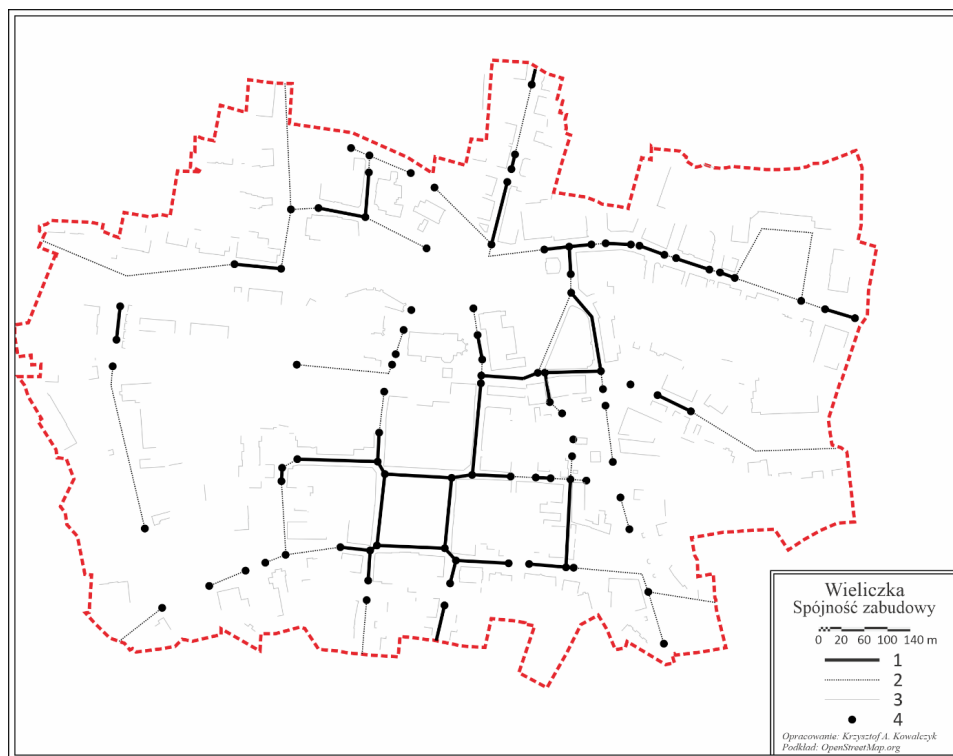 Wieliczka
Spójność zabudowy
0 20 60 100 140 m
1
2
3
4
Opracowanie: Krzysztof A. Kowalczyk
Podkład: OpenStreetMap.org